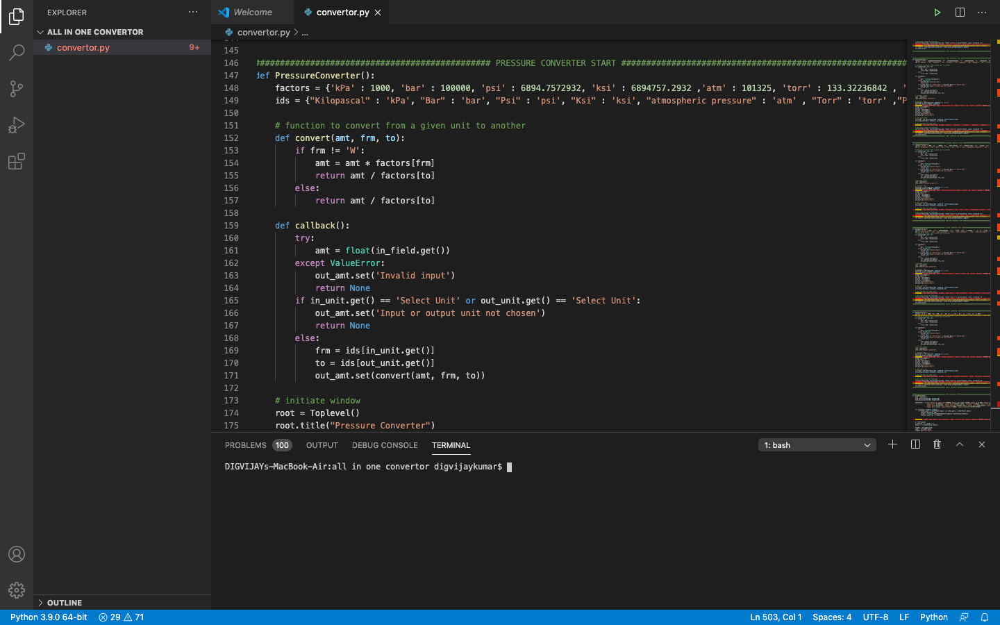 EXPLORER
Welcome
convertor.py
ALL IN ONE CONVERTOR
convertor.py > ...
convertor.py 9+
145
146 ############################################### PRESSURE CONVERTER START #########################################################
147 def PressureConverter():
148 factors = {'kPa' : 1000, 'bar' : 100000, 'psi' : 6894.7572932, 'ksi' : 6894757.2932 ,'atm' : 101325, 'torr' : 133.32236842 , '
149 ids = {"Kilopascal" : 'kPa', "Bar" : 'bar', "Psi" : 'psi', "Ksi" : 'ksi', "atmospheric pressure" : 'atm' , "Torr" : 'torr' ,"P
150
151 # function to convert from a given unit to another
152 def convert(amt, frm, to):
153 if frm != 'W':
154 amt = amt * factors[frm]
155 return amt / factors[to]
156 else:
157 return amt / factors[to]
158
159 def callback():
160 try:
161 amt = float(in_field.get())
162 except ValueError:
163 out_amt.set('Invalid input')
164 return None
165 if in_unit.get() == 'Select Unit' or out_unit.get() == 'Select Unit':
166 out_amt.set('Input or output unit not chosen')
167 return None
168 else:
169 frm = ids[in_unit.get()]
170 to = ids[out_unit.get()]
171 out_amt.set(convert(amt, frm, to))
172
173 # initiate window
174 root = Toplevel()
175 root.title("Pressure Converter")
PROBLEMS 100 OUTPUT DEBUG CONSOLE TERMINAL 1: bash
DIGVIJAYs-MacBook-Air:all in one convertor digvijaykumar$
OUTLINE
Python 3.9.0 64-bit 29 71 Ln 503, Col 1 Spaces: 4 UTF-8 LF Python